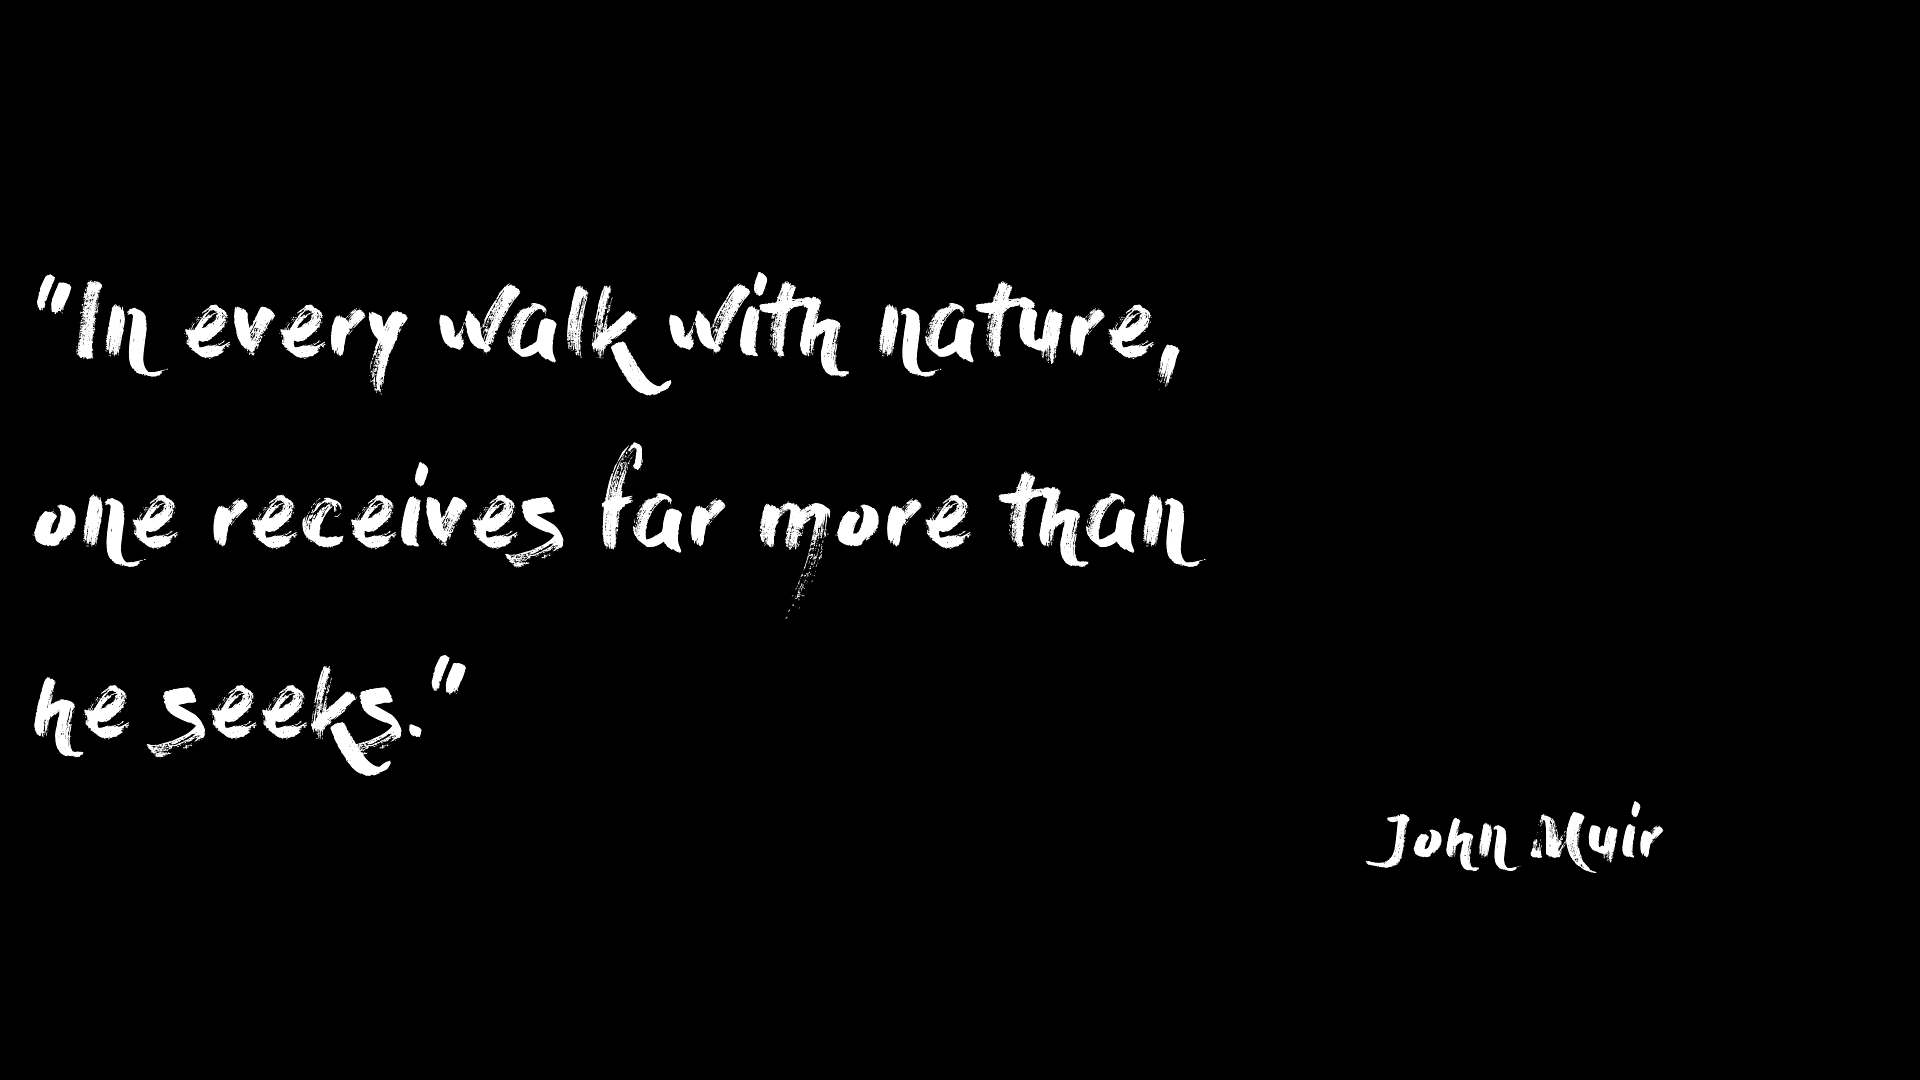 "In every walk with nature,
one receives far more than
he seeks."
John Muir